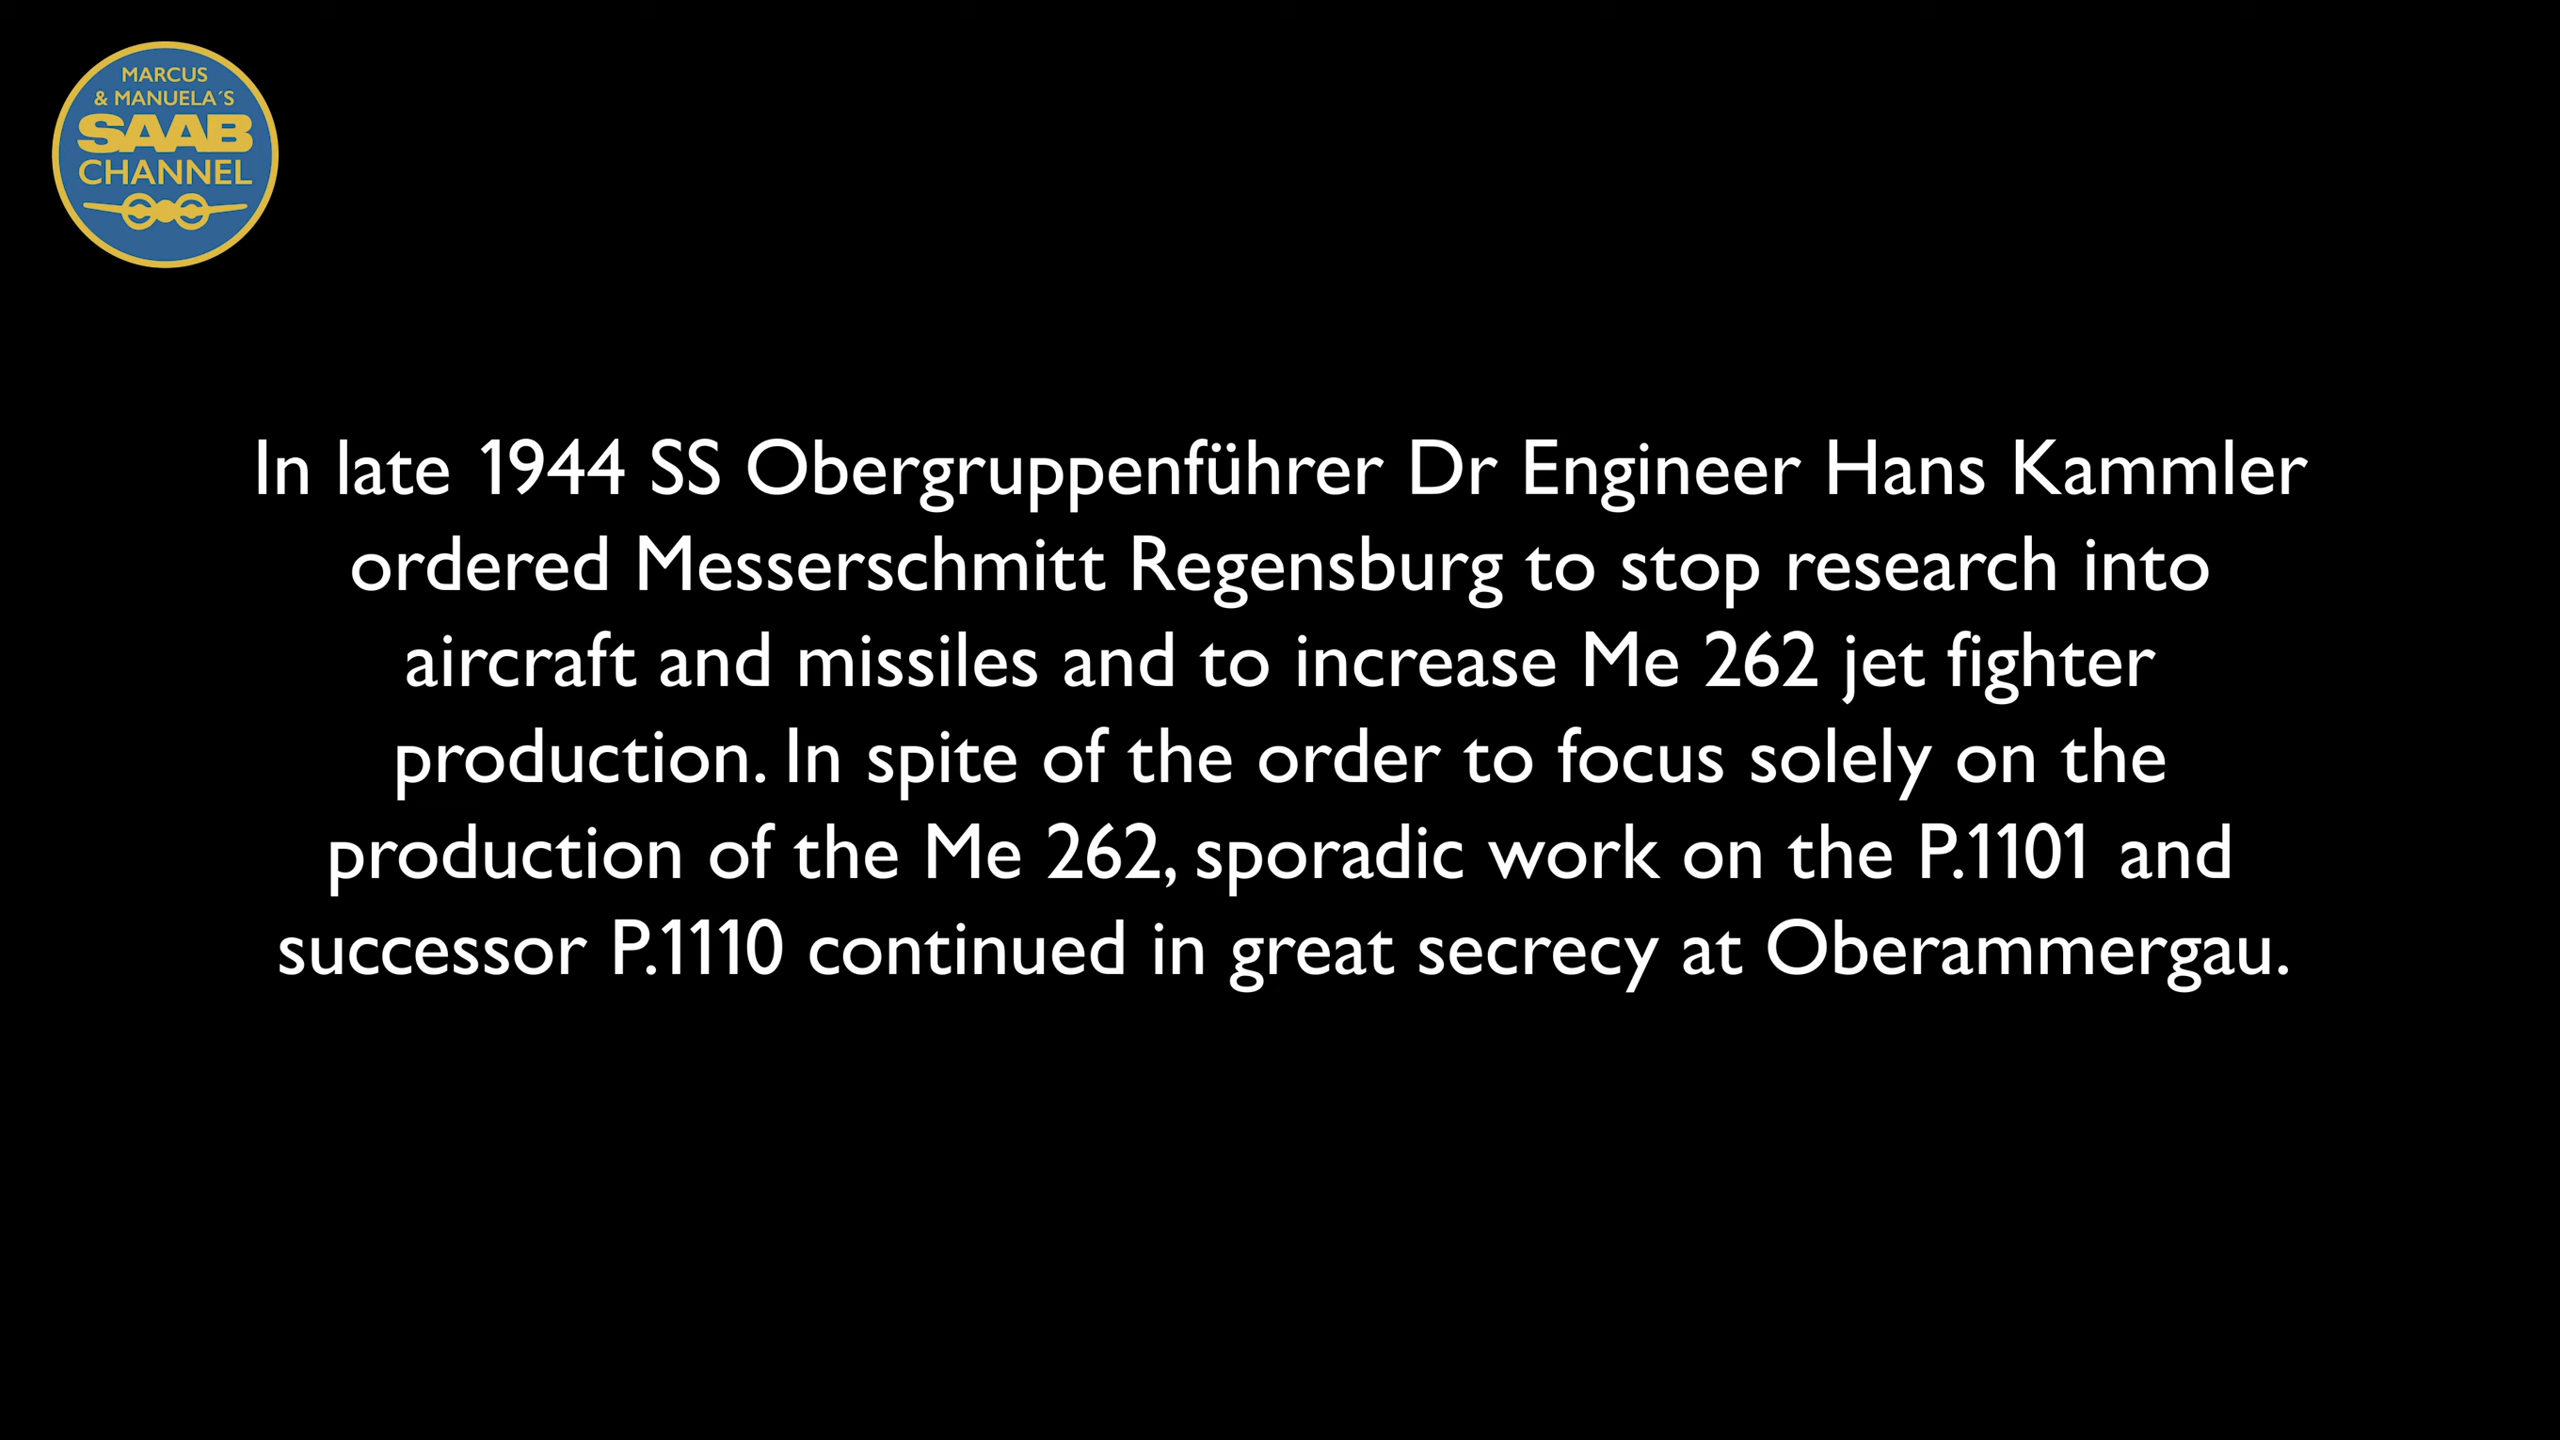 MARCUS
& MANUELA´S
SAAB
CHANNEL
In late 1944 SS Obergruppenführer Dr Engineer Hans Kammler
ordered Messerschmitt Regensburg to stop research into
aircraft and missiles and to increase Me 262 jet fighter
production. In spite of the order to focus solely on the
production of the Me 262, sporadic work on the P.1101 and
successor P.1110 continued in great secrecy at Oberammergau.